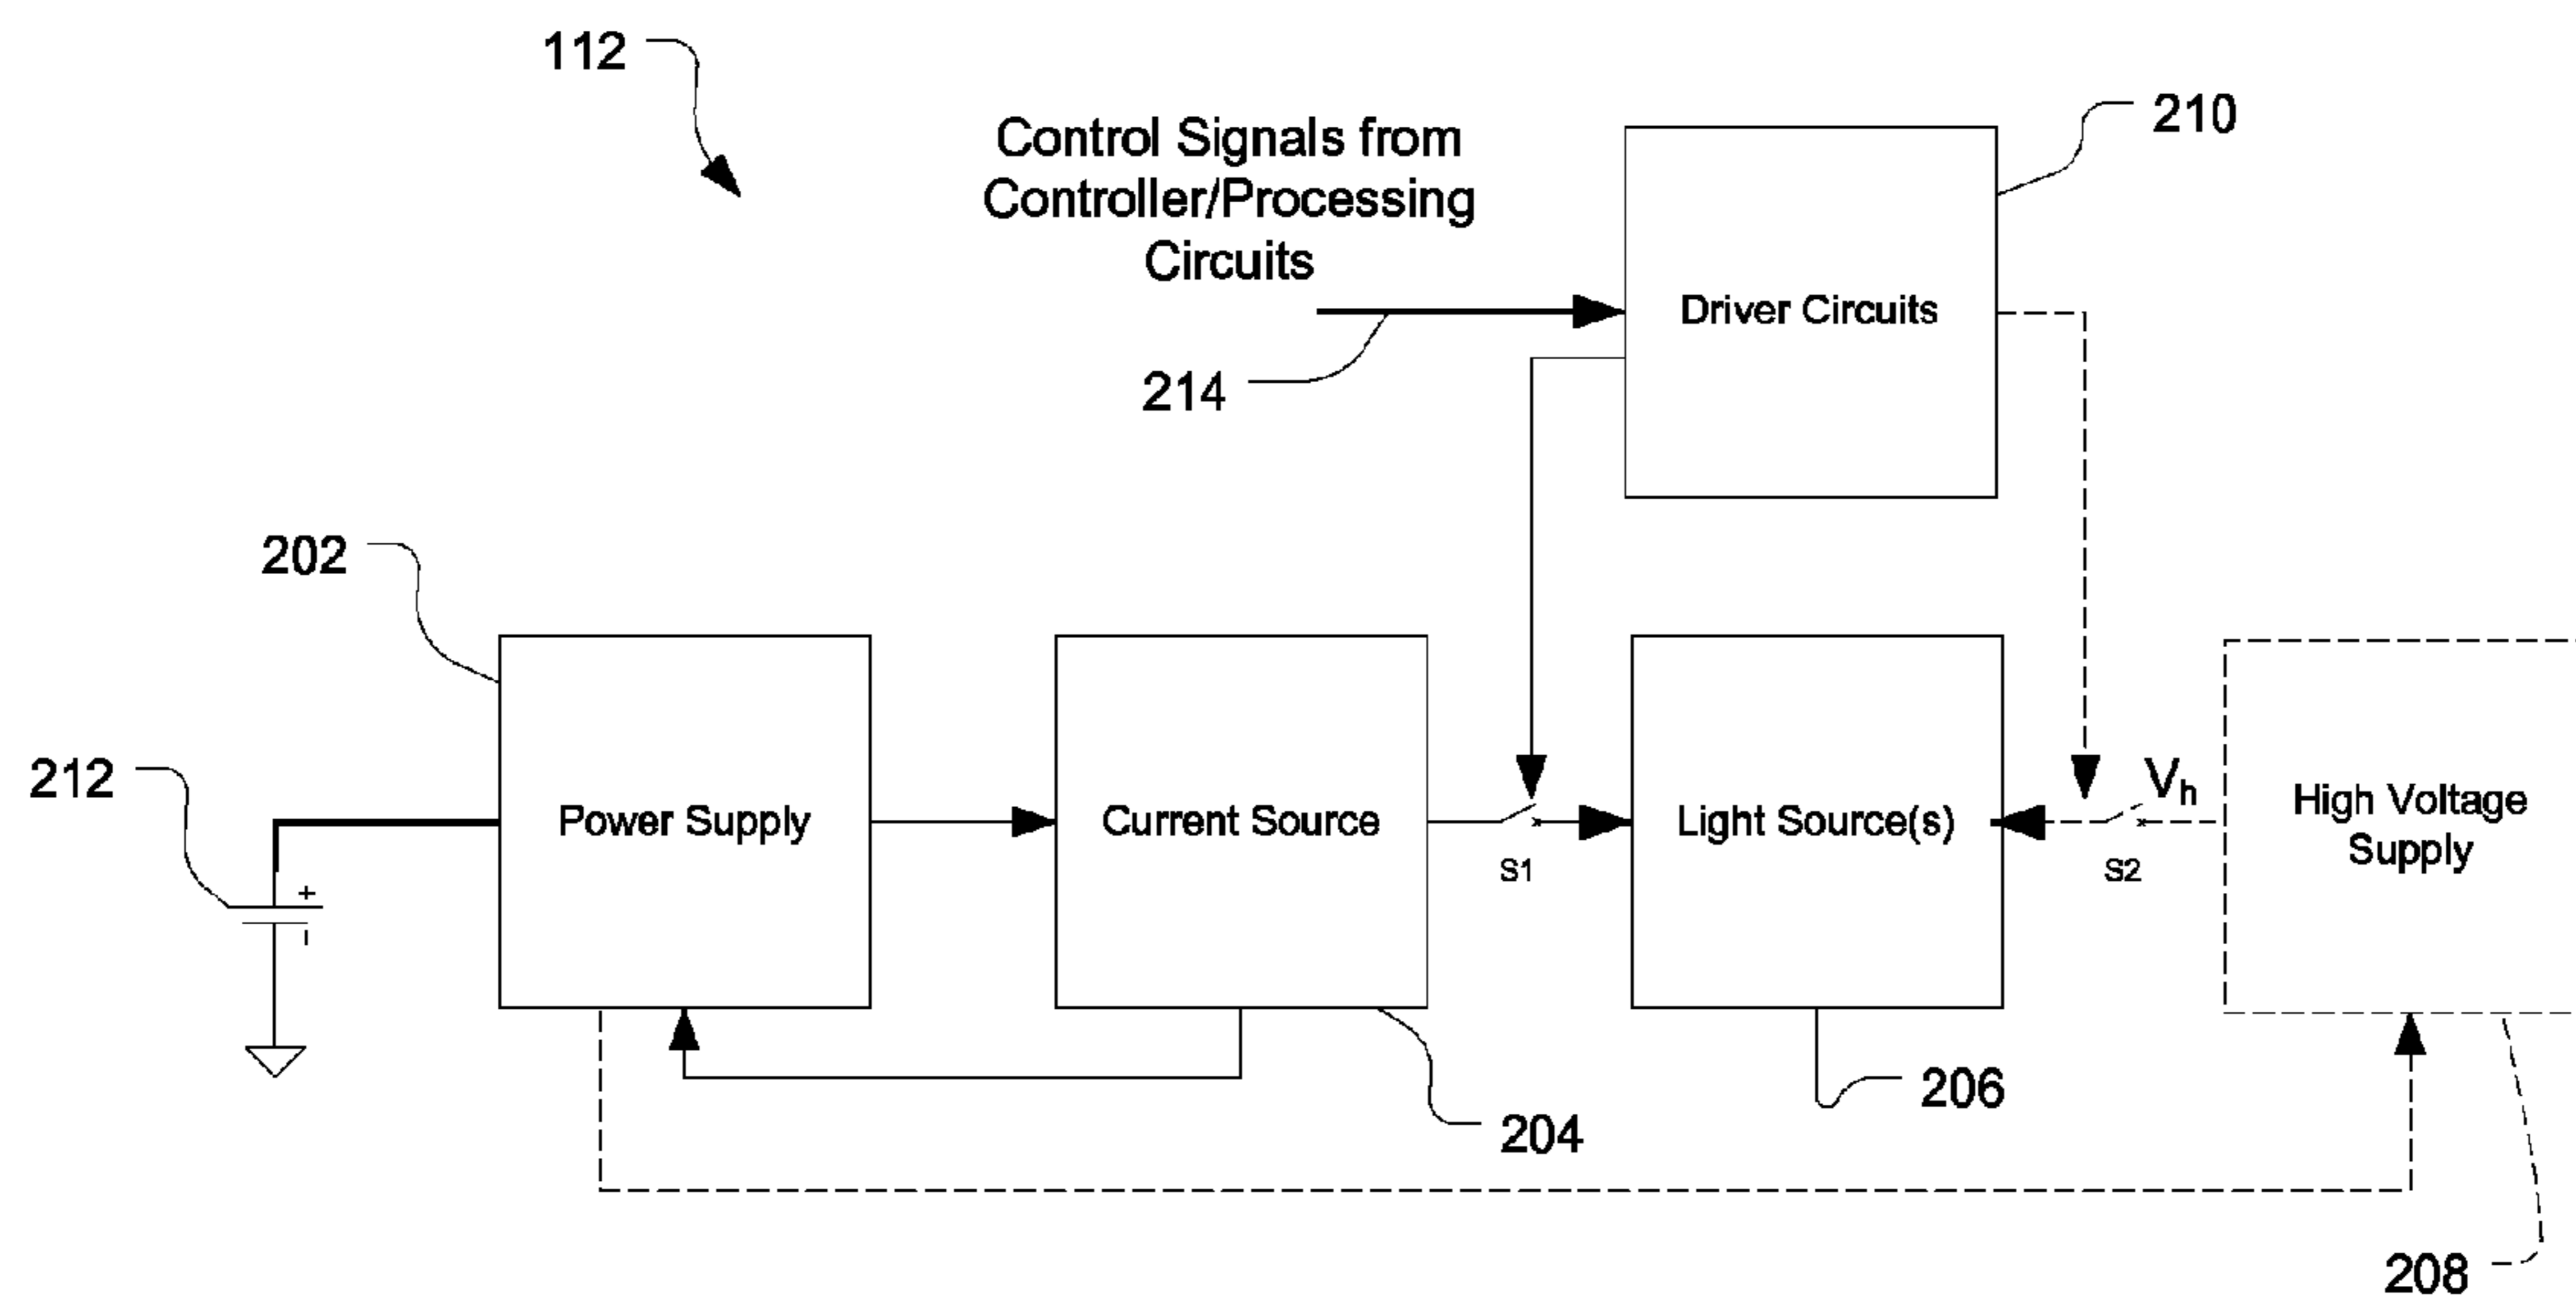 112
Control Signals from
Controller/Processing
Circuits
210
Driver Circuits
214
202
212
Power Supply
Current Source
S1
Light Source(s)
S2
Vh
High Voltage
Supply
+
-
206
204
208